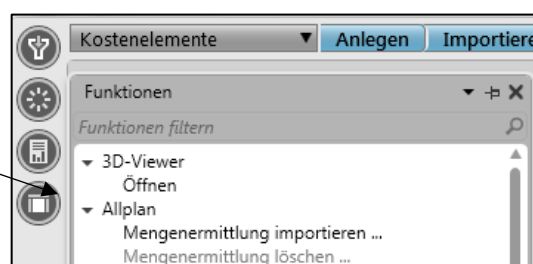 Kostenelemente Anlegen Importiere
Funktionen
Funktionen filtern
3D-Viewer
Öffnen
Allplan
Mengenermittlung importieren ...
Mengenermittlung löschen ...